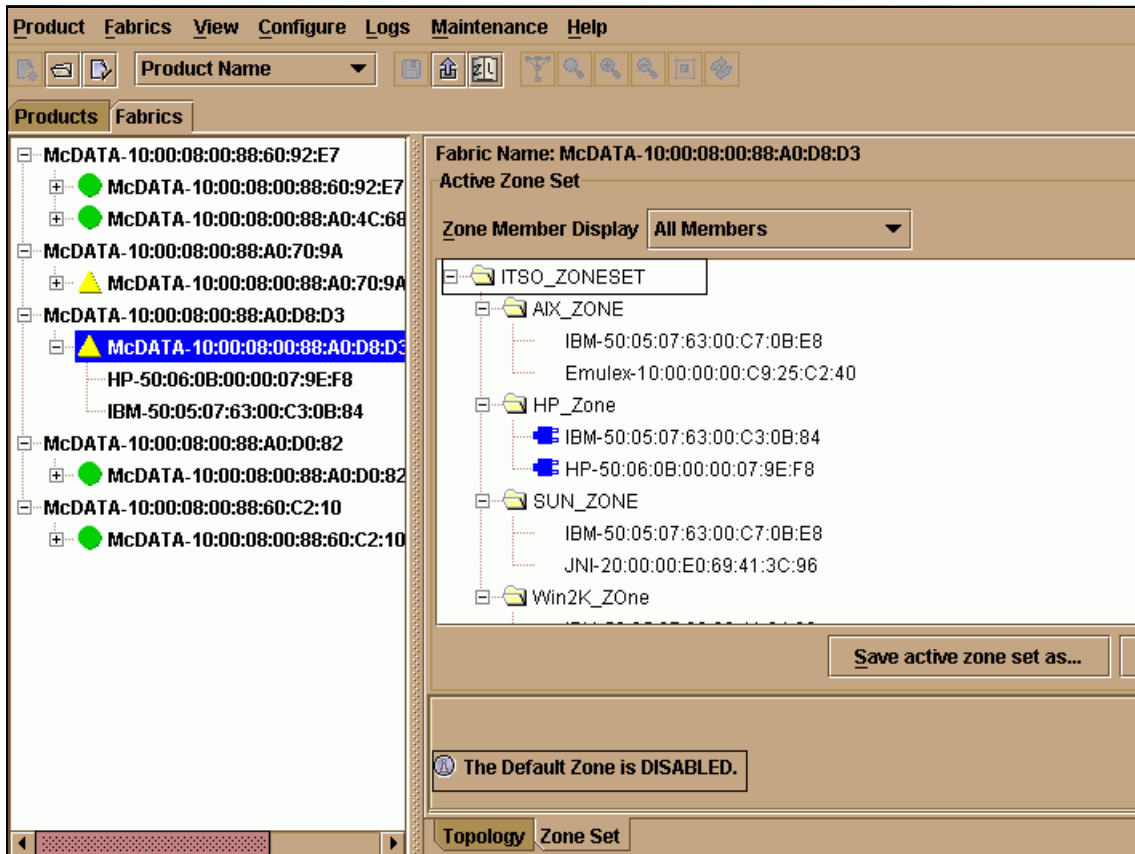 Product Fabrics View Configure Logs Maintenance Help
Product Name
Products Fabrics
McDATA-10:00:08:00:88:60:92:E7
McDATA-10:00:08:00:88:60:92:E7
McDATA-10:00:08:00:88:A0:4C:68
McDATA-10:00:08:00:88:A0:70:9A
McDATA-10:00:08:00:88:A0:70:9A
McDATA-10:00:08:00:88:A0:D8:D3
McDATA-10:00:08:00:88:A0:D8:D3
HP-50:06:0B:00:00:07:9E:F8
IBM-50:05:07:63:00:C3:0B:84
McDATA-10:00:08:00:88:A0:D0:82
McDATA-10:00:08:00:88:A0:D0:82
McDATA-10:00:08:00:88:60:C2:10
McDATA-10:00:08:00:88:60:C2:10
Fabric Name: McDATA-10:00:08:00:88:A0:D8:D3
Active Zone Set
Zone Member Display All Members
ITSO_ZONESET
AIX_ZONE
IBM-50:05:07:63:00:C7:0B:E8
Emulex-10:00:00:00:C9:25:C2:40
HP_Zone
IBM-50:05:07:63:00:C3:0B:84
HP-50:06:0B:00:00:07:9E:F8
SUN_ZONE
IBM-50:05:07:63:00:C7:0B:E8
JNI-20:00:00:E0:69:41:3C:96
Win2K_ZOne
Save active zone set as...
The Default Zone is DISABLED.
Topology Zone Set